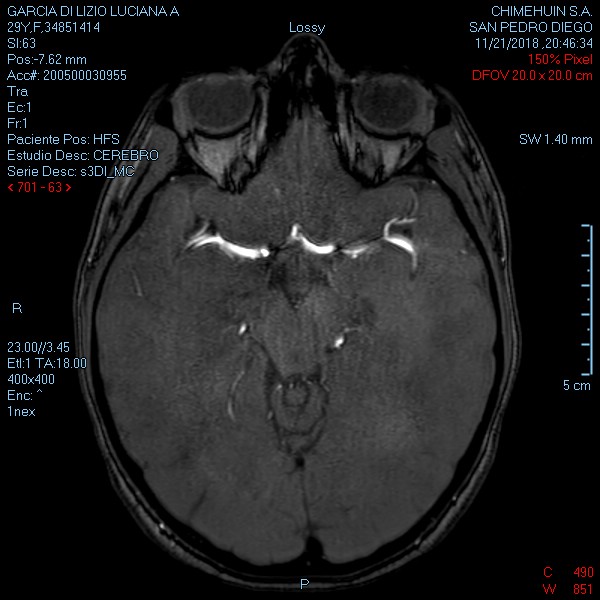 GARCIA DI LIZIO LUCIANA A
29Y,F,34851414
Sl:63
Pos:-7.62 mm
Acc#: 200500030955
Tra
Ec:1
Fr:1
Paciente Pos: HFS
Estudio Desc: CEREBRO
Serie Desc: s3DI_MC
< 701 - 63 >
Lossy
CHIMEHUIN S.A.
SAN PEDRO DIEGO
11/21/2018 ,20:46:34
150% Pixel
DFOV 20.0 x 20.0 cm
SW 1.40 mm
R
23.00//3.45
Etl:1 TA:18.00
400x400
Enc: ^
1nex
5 cm
P
C 490
W 851